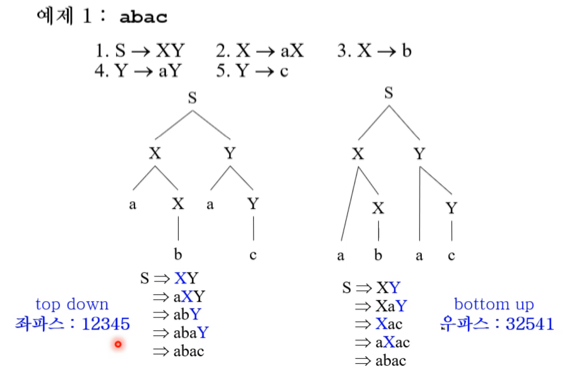 예제 1 : abac
1. S → XY 2. X → aX 3. X → b
4. Y → aY 5. Y → c
S
X Y
a X a Y
b c
S ⇒ XY
⇒ aXY
⇒ abY
⇒ abaY
⇒ abac
top down
좌파스 : 12345
S
X Y
X Y
a b a c
S ⇒ XY
⇒ XaY
⇒ Xac
⇒ aXac
⇒ abac
bottom up
우파스 : 32541